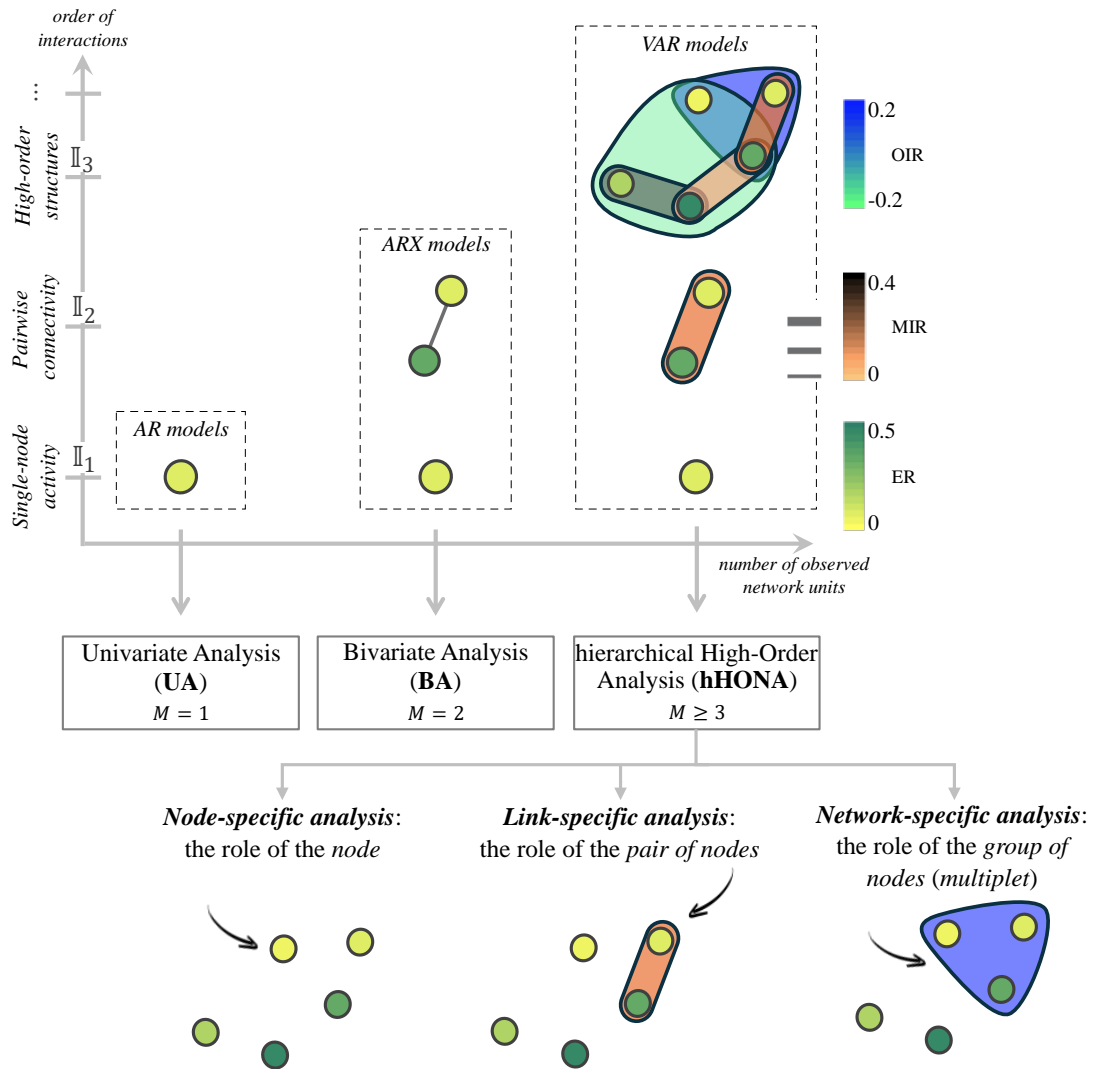 order of
interactions
VAR models
...
High-order
structures
𝕀3
0.2
OIR
-0.2
ARX models
Pairwise
connectivity
𝕀2
0.4
MIR
0
AR models
Single-node
activity
𝕀1
0.5
ER
0
number of observed
network units
Univariate Analysis
(UA)
M = 1
Bivariate Analysis
(BA)
M = 2
hierarchical High-Order
Analysis (hHONA)
M ≥ 3
Node-specific analysis:
the role of the node
Link-specific analysis:
the role of the pair of nodes
Network-specific analysis:
the role of the group of
nodes (multiplet)